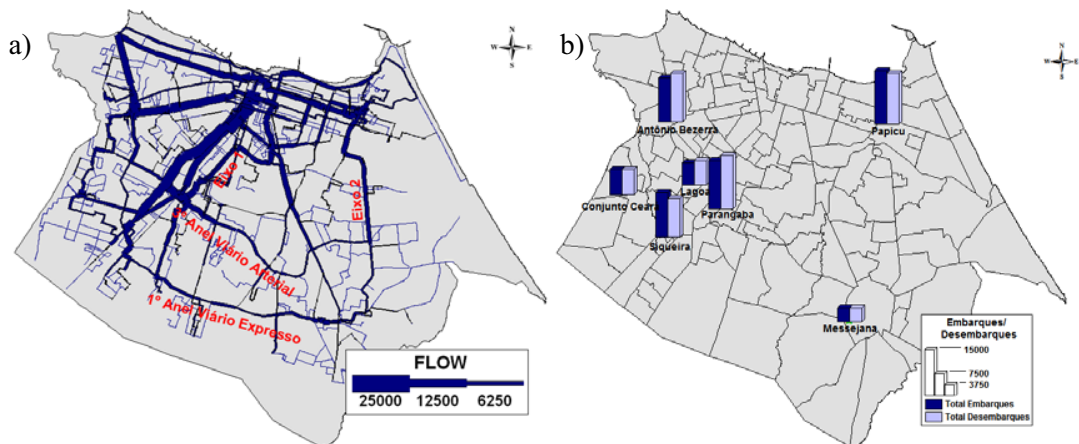 a)
N
W E
S
Eixo 1
Eixo 2
2º Anel Viário Arterial
1º Anel Viário Expresso
FLOW
25000 12500 6250
b)
N
W E
S
Antônio Bezerra
Papicu
Lagoa
Conjunto Ceará
Parangaba
Siqueira
Messejana
Embarques/
Desembarques
15000
7500
3750
Total Embarques
Total Desembarques